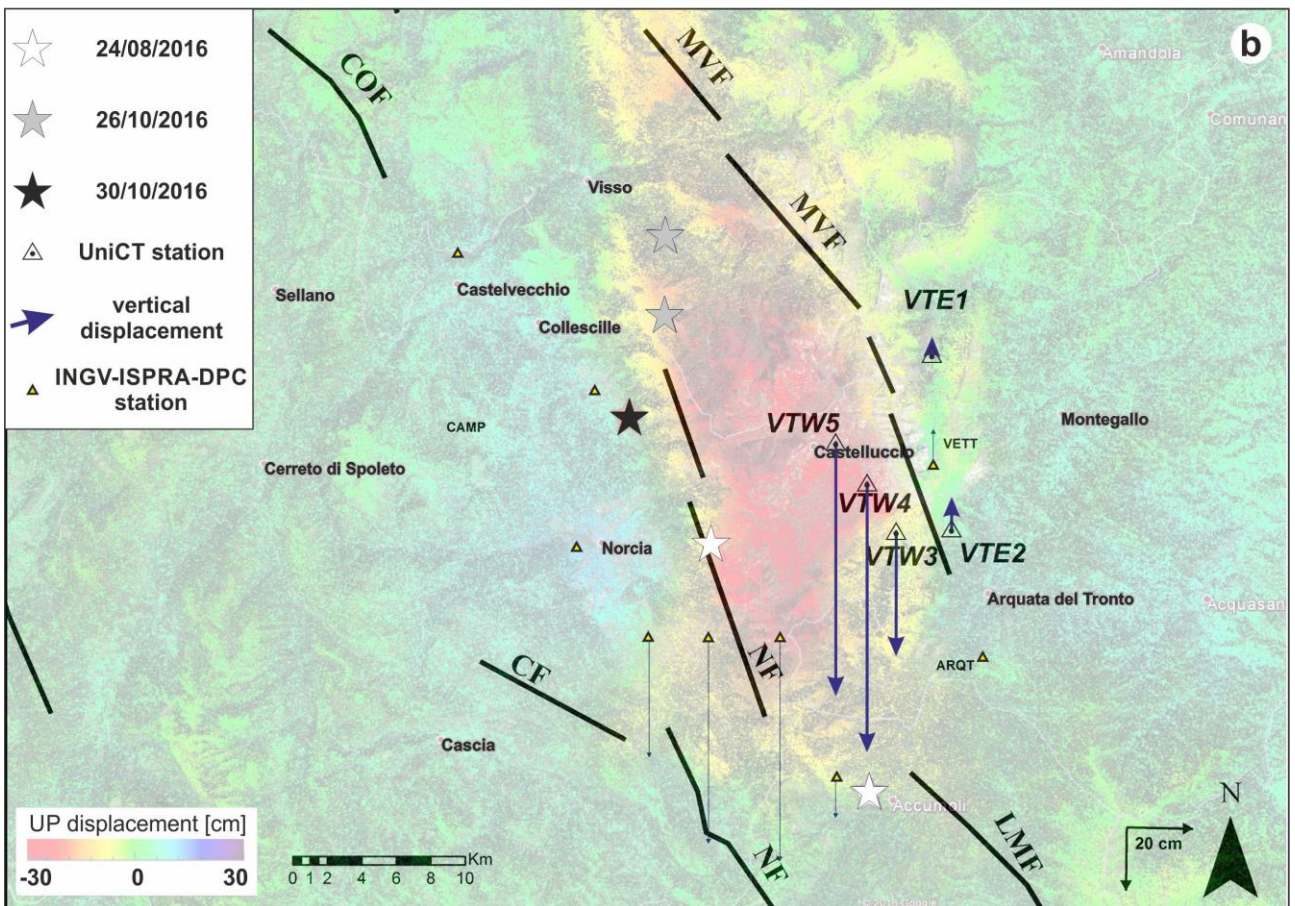 24/08/2016
26/10/2016
30/10/2016
UniCT station
vertical
displacement
INGV-ISPRA-DPC
station
b
COF
MVF
MVF
Amandola
Comunan
Visso
Sellano
Castelvecchio
Collescille
VTE1
CAMP
VTW5
Castelluccio
VETT
Montegallo
Cerreto di Spoleto
VTW4
Norcia
VTW3
VTE2
Arquata del Tronto
Acquasan
NF
ARQT
CF
Cascia
Accumoli
NF
LMF
UP displacement [cm]
-30 0 30
Km
0 1 2 4 6 8 10
20 cm
N